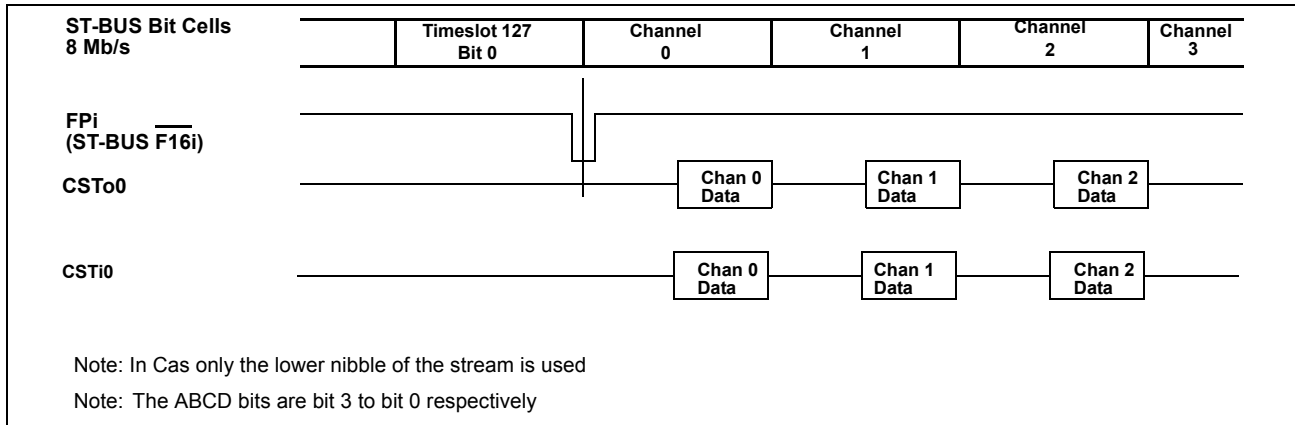 ST-BUS Bit Cells
8 Mb/s
Timeslot 127
Bit 0
Channel
0
Channel
1
Channel
2
Channel
3
FPi
(ST-BUS F16i)
CSTo0
Chan 0
Data
Chan 1
Data
Chan 2
Data
CSTi0
Chan 0
Data
Chan 1
Data
Chan 2
Data
Note: In Cas only the lower nibble of the stream is used
Note: The ABCD bits are bit 3 to bit 0 respectively